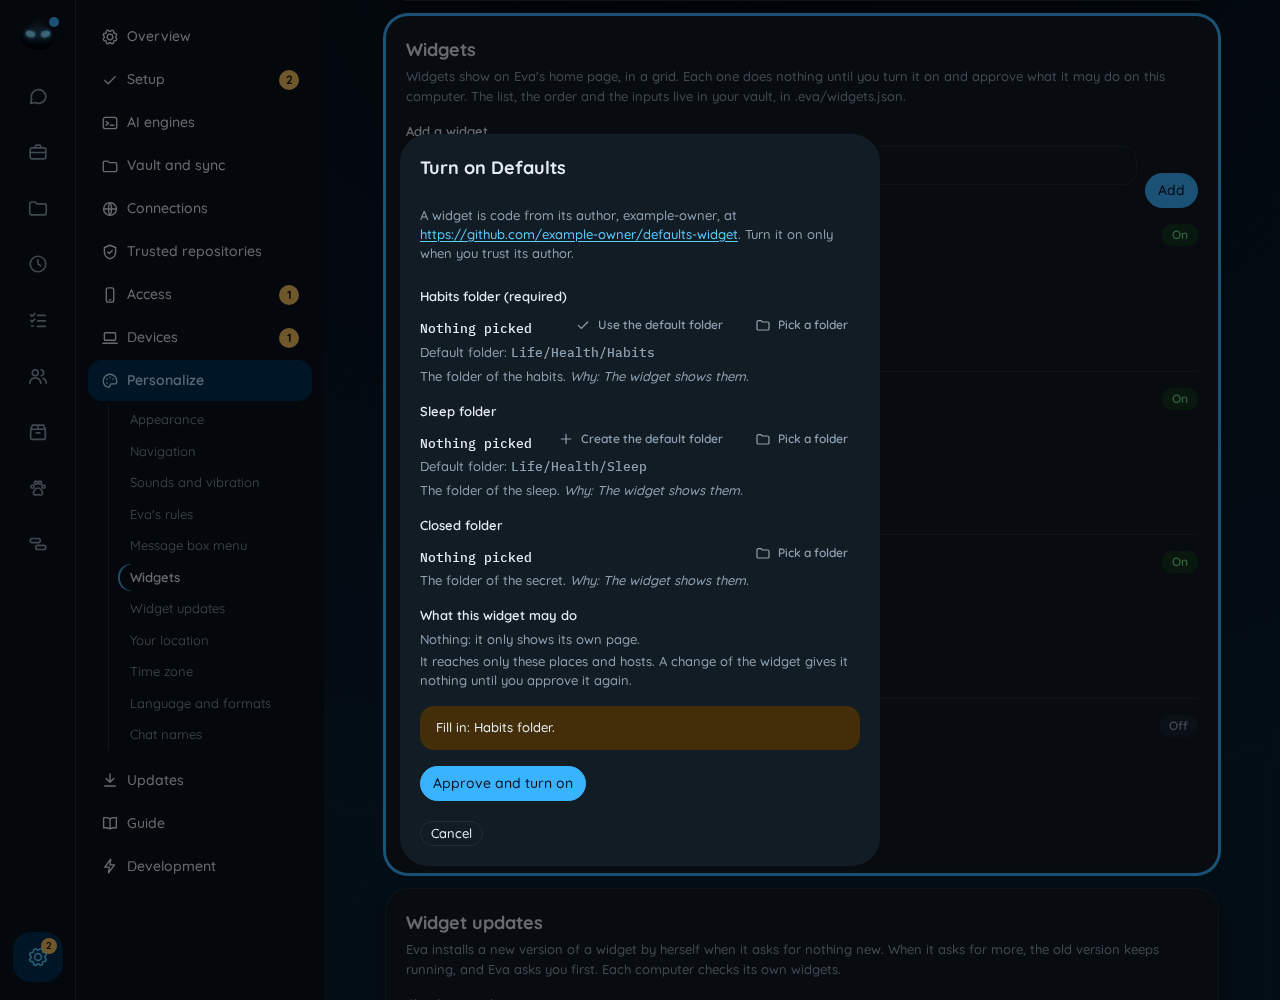 Overview
Setup
2
AI engines
Vault and sync
Connections
Trusted repositories
Access
1
Devices
1
Personalize
Appearance
Navigation
Sounds and vibration
Eva's rules
Message box menu
Widgets
Widget updates
Your location
Time zone
Language and formats
Chat names
Updates
Guide
Development
2
Widgets
Widgets show on Eva's home page, in a grid. Each one does nothing until you turn it on and approve what it may do on this
computer. The list, the order and the inputs live in your vault, in .eva/widgets.json.
Add a widget
Add
On
On
On
Off
Turn on Defaults
A widget is code from its author, example-owner, at
https://github.com/example-owner/defaults-widget. Turn it on only
when you trust its author.
Habits folder (required)
Nothing picked
Use the default folder
Pick a folder
Default folder: Life/Health/Habits
The folder of the habits. Why: The widget shows them.
Sleep folder
Nothing picked
Create the default folder
Pick a folder
Default folder: Life/Health/Sleep
The folder of the sleep. Why: The widget shows them.
Closed folder
Nothing picked
Pick a folder
The folder of the secret. Why: The widget shows them.
What this widget may do
Nothing: it only shows its own page.
It reaches only these places and hosts. A change of the widget gives it
nothing until you approve it again.
Fill in: Habits folder.
Approve and turn on
Cancel
Widget updates
Eva installs a new version of a widget by herself when it asks for nothing new. When it asks for more, the old version keeps
running, and Eva asks you first. Each computer checks its own widgets.